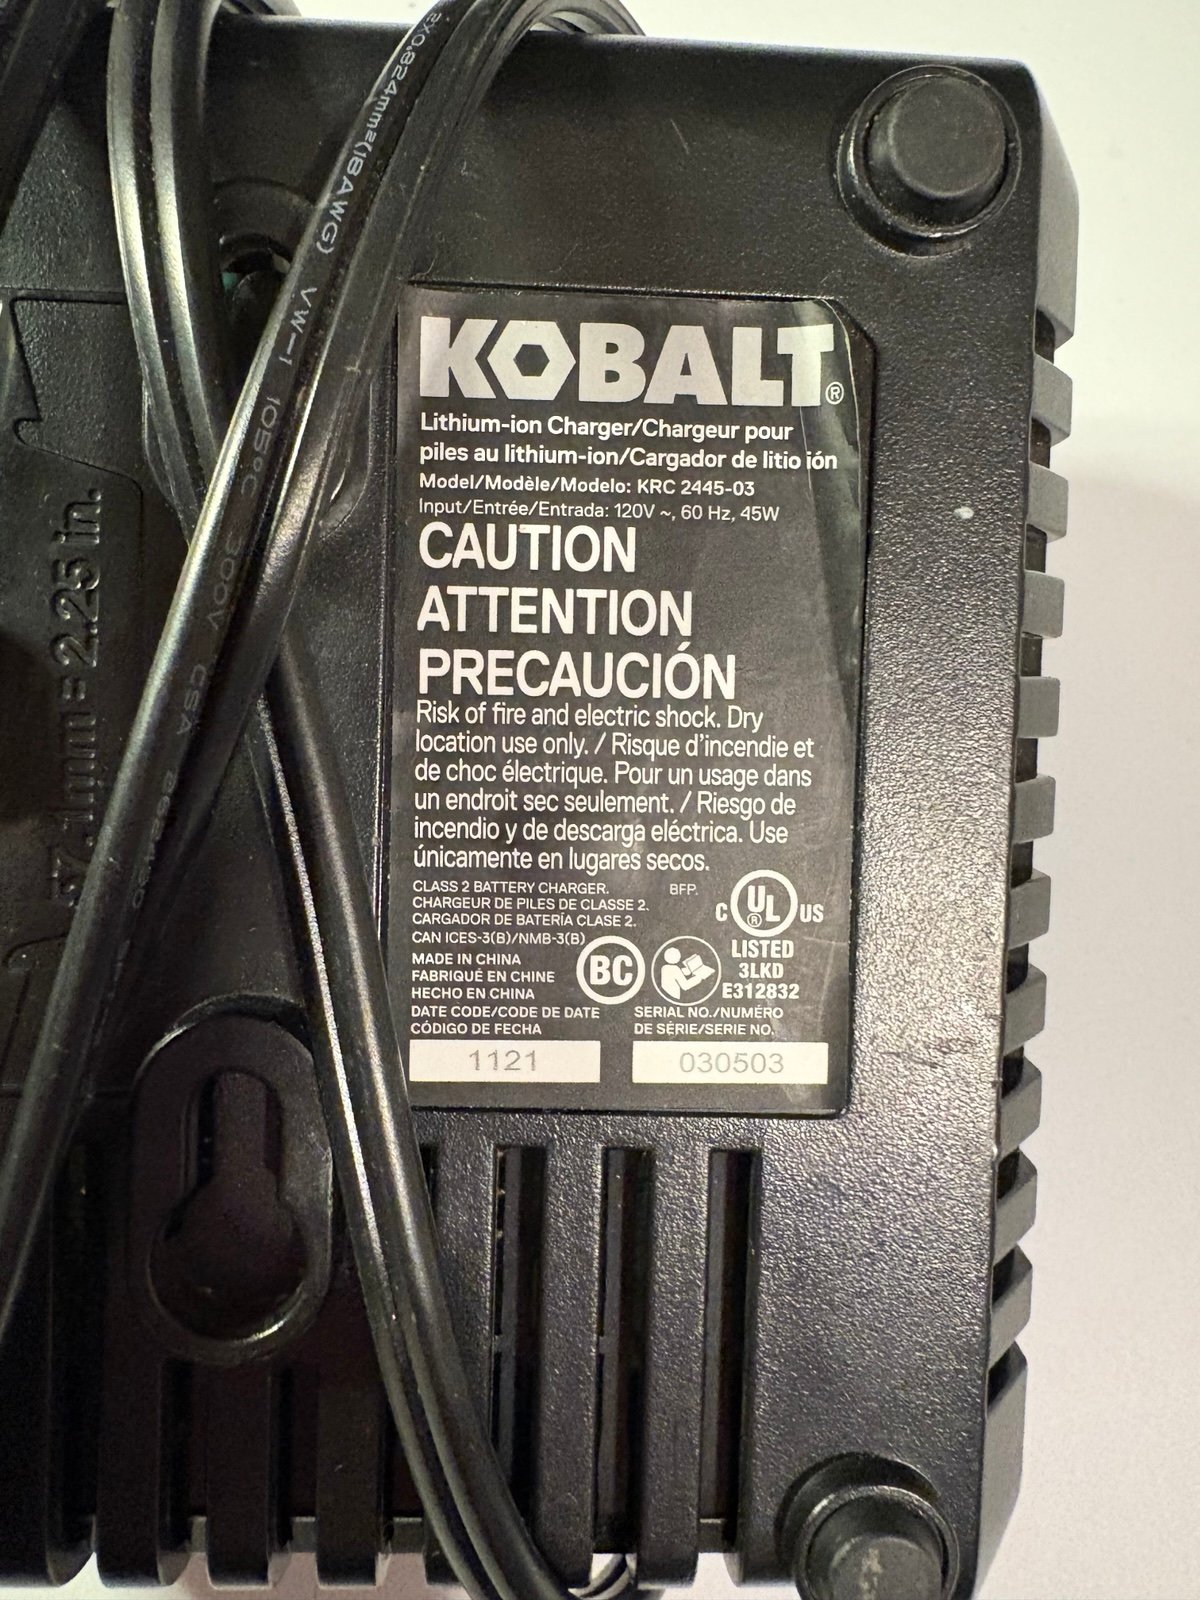 2X0.824mm²(18AWG) VW-1 105°C 300V CSA
57.1mm = 2.25 in.
KOBALT®
Lithium-ion Charger/Chargeur pour
piles au lithium-ion/Cargador de litio ión
Model/Modèle/Modelo: KRC 2445-03
Input/Entrée/Entrada: 120V ~, 60 Hz, 45W
CAUTION
ATTENTION
PRECAUCIÓN
Risk of fire and electric shock. Dry
location use only. / Risque d'incendie et
de choc électrique. Pour un usage dans
un endroit sec seulement. / Riesgo de
incendio y de descarga eléctrica. Use
únicamente en lugares secos.
CLASS 2 BATTERY CHARGER. BFP.
CHARGEUR DE PILES DE CLASSE 2.
CARGADOR DE BATERÍA CLASE 2.
CAN ICES-3(B)/NMB-3(B)
C UL® US
LISTED
3LKD
E312832
MADE IN CHINA
FABRIQUÉ EN CHINE
HECHO EN CHINA
BC
DATE CODE/CODE DE DATE
CÓDIGO DE FECHA
1121
SERIAL NO./NUMÉRO
DE SÉRIE/SERIE NO.
030503